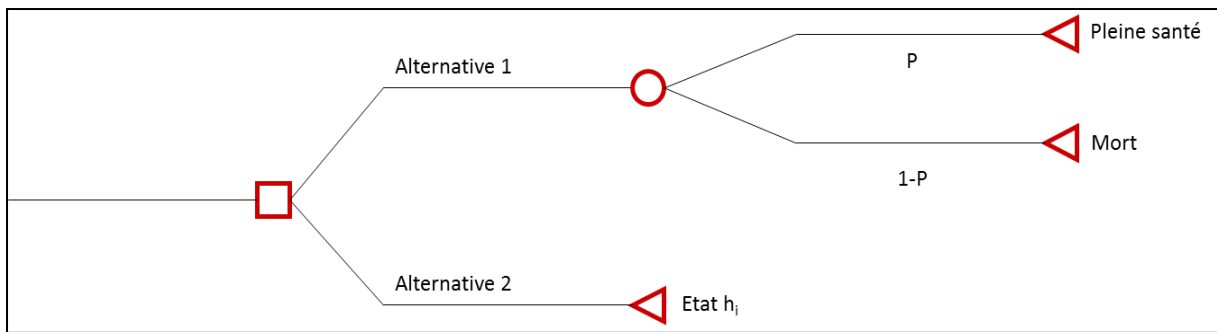 Pleine santé
Alternative 1
P
Mort
1-P
Alternative 2
Etat hᵢ